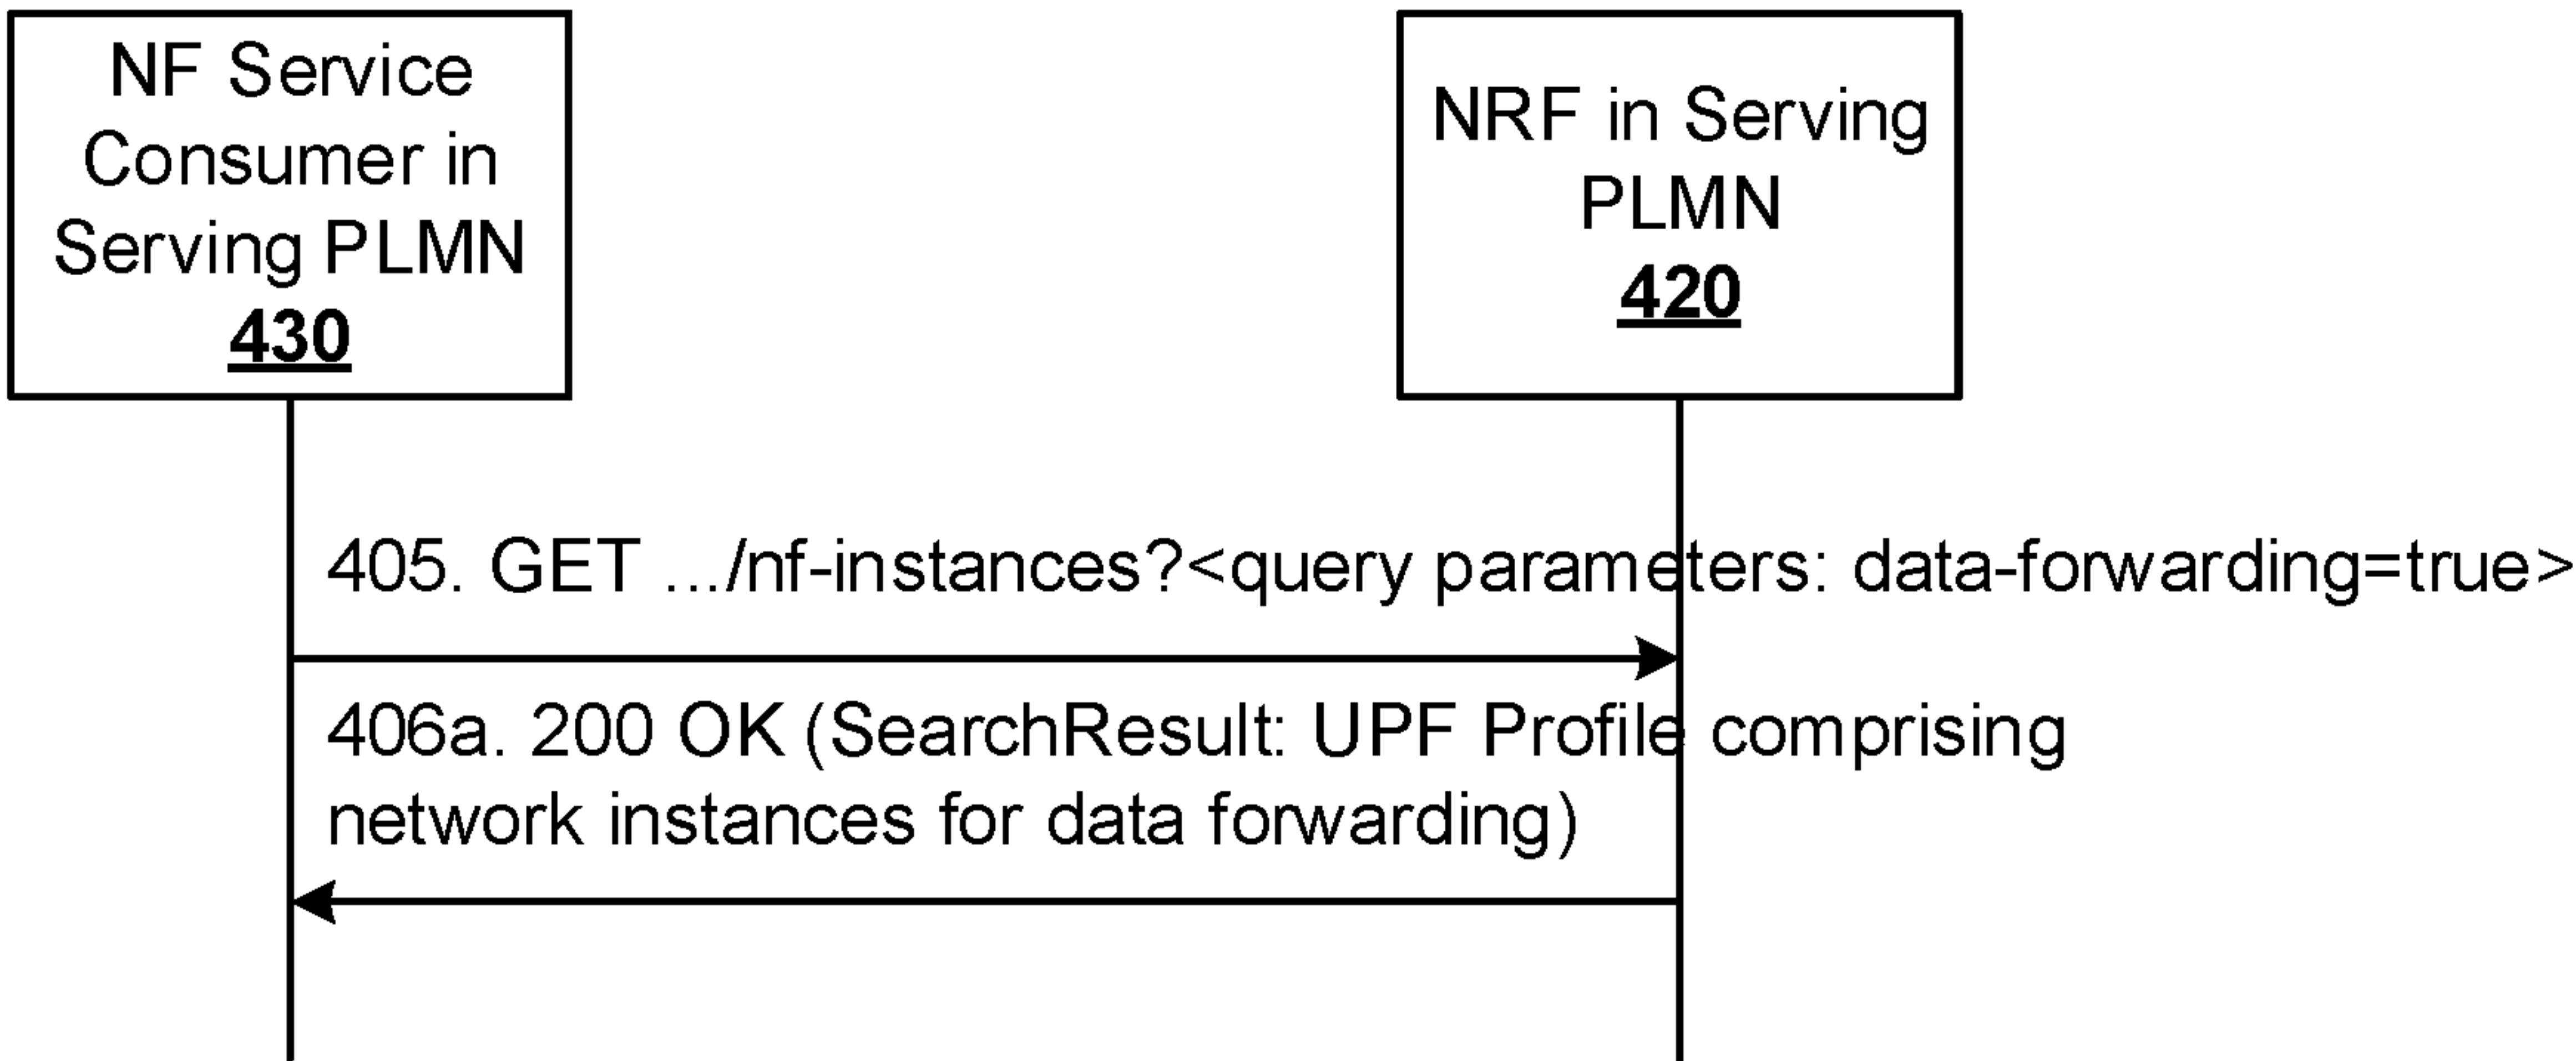 NF Service
Consumer in
Serving PLMN
430
NRF in Serving
PLMN
420
405. GET .../nf-instances?<query parameters: data-forwarding=true>
406a. 200 OK (SearchResult: UPF Profile comprising
network instances for data forwarding)